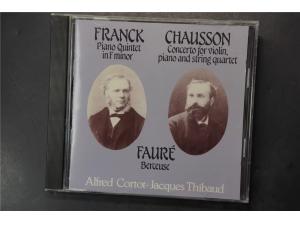 FRANCK
Piano Quintet
in F minor
CHAUSSON
Concerto for violin,
piano and string quartet
FAURÉ
Berceuse
Alfred Cortot-Jacques Thibaud